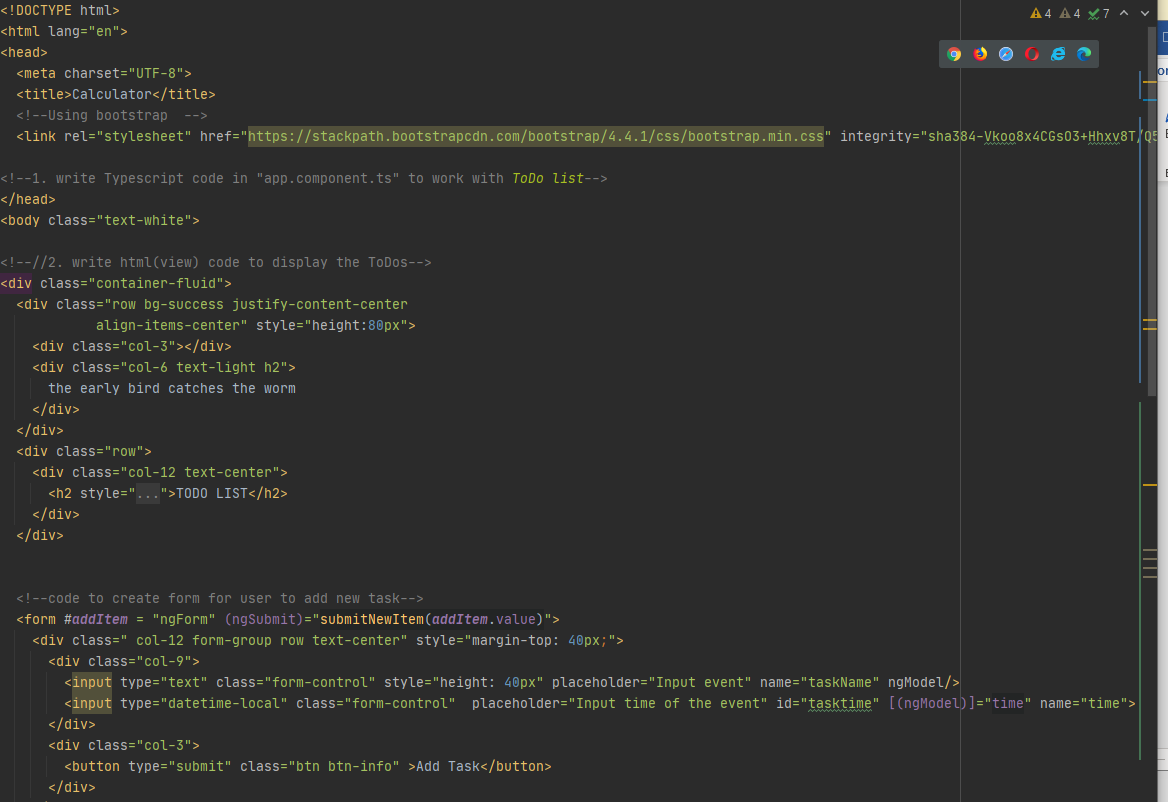 <!DOCTYPE html>
4 4 7
<html lang="en">
<head>
<meta charset="UTF-8">
<title>Calculator</title>
<!--Using bootstrap  -->
<link rel="stylesheet" href="https://stackpath.bootstrapcdn.com/bootstrap/4.4.1/css/bootstrap.min.css" integrity="sha384-Vkoo8x4CGsO3+Hhxv8T/Q5
<!--1. write Typescript code in "app.component.ts" to work with ToDo list-->
</head>
<body class="text-white">
<!--//2. write html(view) code to display the ToDos-->
<div class="container-fluid">
<div class="row bg-success justify-content-center
align-items-center" style="height:80px">
<div class="col-3"></div>
<div class="col-6 text-light h2">
the early bird catches the worm
</div>
</div>
<div class="row">
<div class="col-12 text-center">
<h2 style="...">TODO LIST</h2>
</div>
</div>
<!--code to create form for user to add new task-->
<form #addItem = "ngForm" (ngSubmit)="submitNewItem(addItem.value)">
<div class=" col-12 form-group row text-center" style="margin-top: 40px;">
<div class="col-9">
<input type="text" class="form-control" style="height: 40px" placeholder="Input event" name="taskName" ngModel/>
<input type="datetime-local" class="form-control"  placeholder="Input time of the event" id="tasktime" [(ngModel)]="time" name="time">
</div>
<div class="col-3">
<button type="submit" class="btn btn-info" >Add Task</button>
</div>